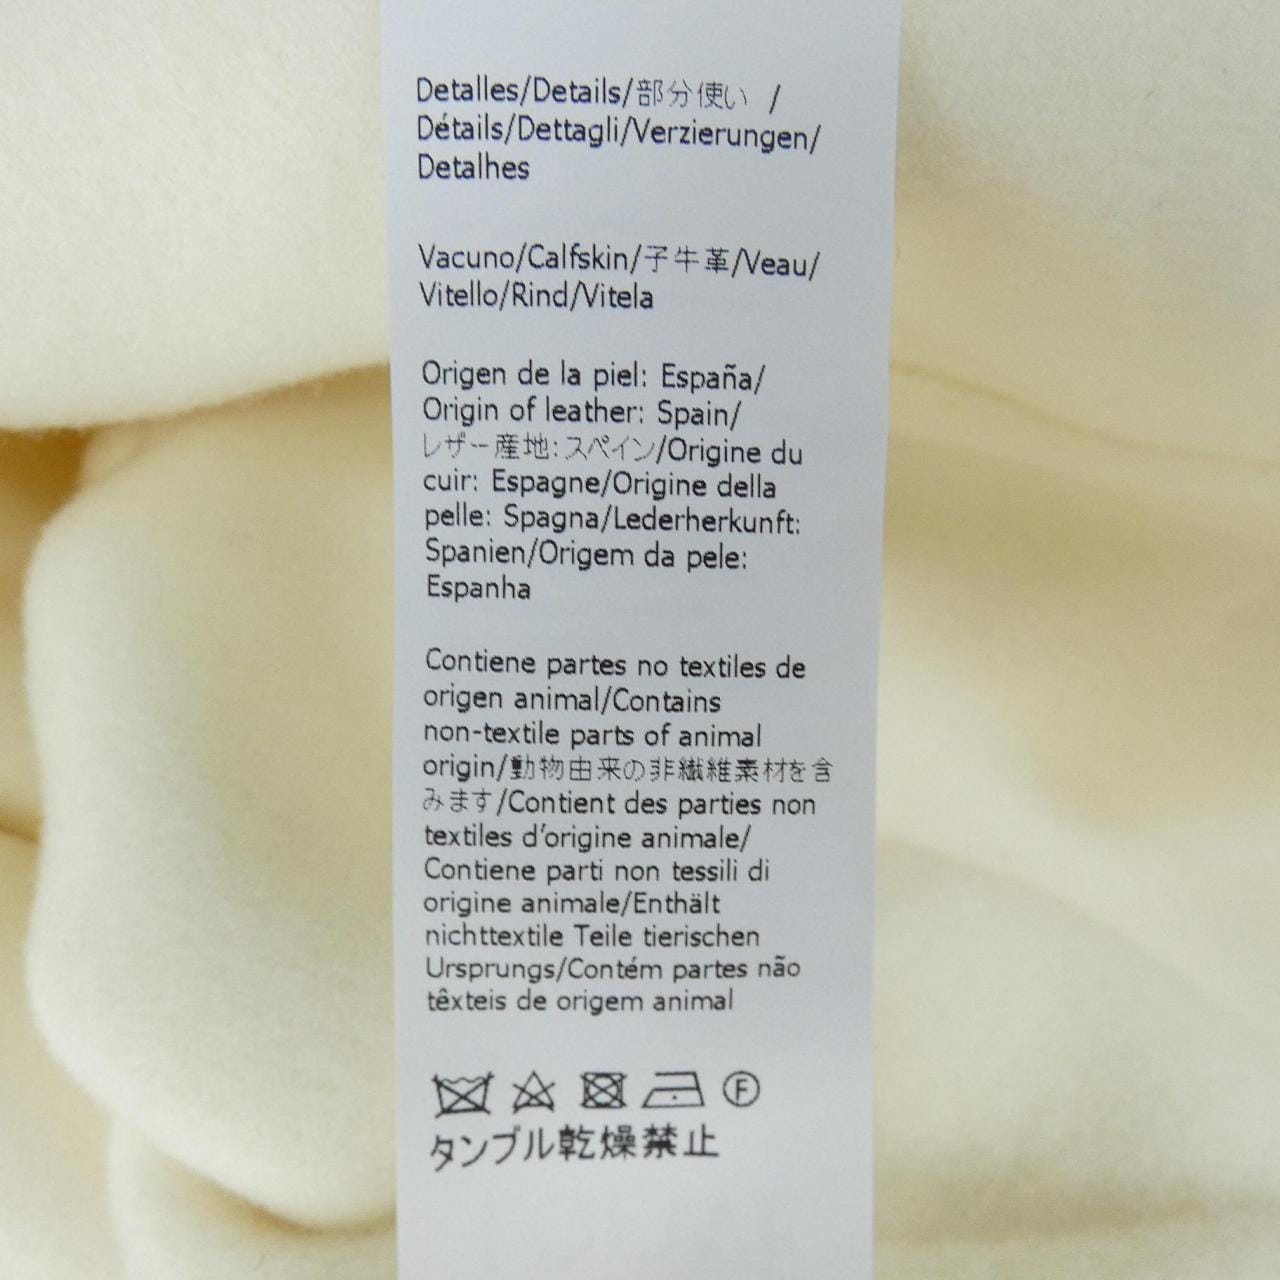 Detalles/Details/部分使い /
Détails/Dettagli/Verzierungen/
Detalhes
Vacuno/Calfskin/子牛革/Veau/
Vitello/Rind/Vitela
Origen de la piel: España/
Origin of leather: Spain/
レザー産地:スペイン/Origine du
cuir: Espagne/Origine della
pelle: Spagna/Lederherkunft:
Spanien/Origem da pele:
Espanha
Contiene partes no textiles de
origen animal/Contains
non-textile parts of animal
origin/動物由来の非繊維素材を含
みます/Contient des parties non
textiles d’origine animale/
Contiene parti non tessili di
origine animale/Enthält
nichttextile Teile tierischen
Ursprungs/Contém partes não
têxteis de origem animal
F
タンブル乾燥禁止